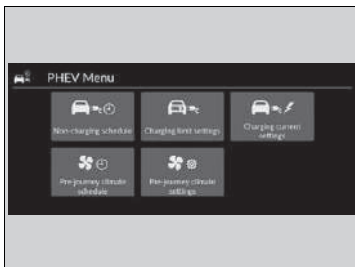 PHEV Menu
Non-charging schedule
Charging limit settings
Charging current
settings
Pre-journey climate
schedule
Pre-journey climate
settings